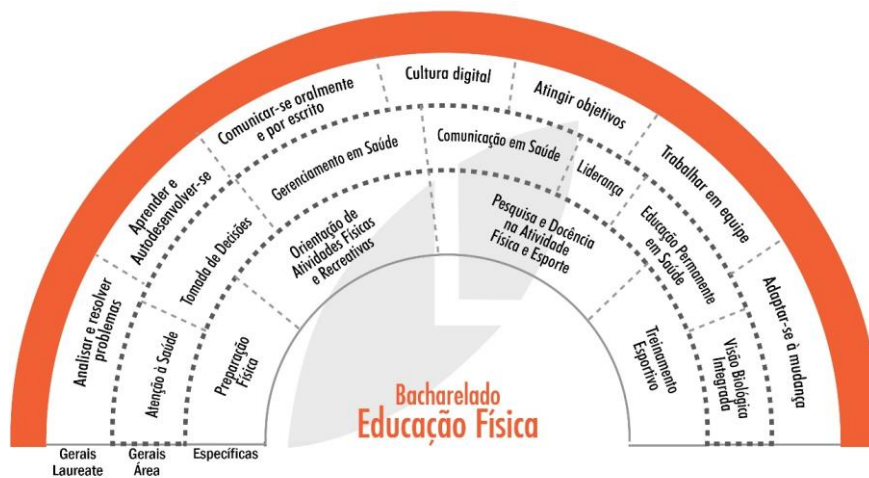 Analisar e resolver
problemas
Aprender e
Autodesenvolver-se
Comunicar-se oralmente
e por escrito
Cultura digital
Atingir objetivos
Trabalhar em equipe
Adaptar-se à mudança
Atenção à Saúde
Tomada de Decisões
Gerenciamento em Saúde
Comunicação em Saúde
Liderança
Educação Permanente
em Saúde
Visão Biológica
Integrada
Preparação
Física
Orientação de
Atividades Físicas
e Recreativas
Pesquisa e Docência
na Atividade
Física e Esporte
Treinamento
Esportivo
Bacharelado
Educação Física
Gerais
Laureate
Gerais
Área
Específicas